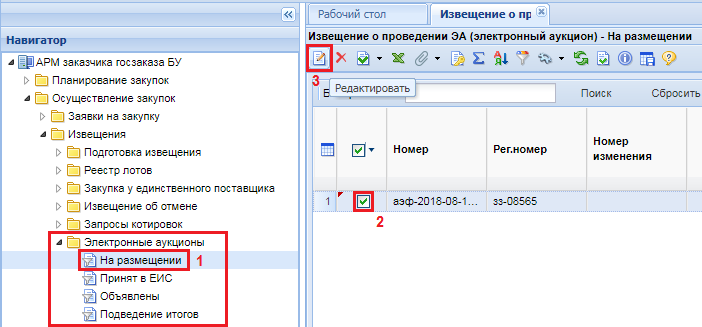 Рабочий стол
Извещение о пр
Навигатор
Извещение о проведении ЭА (электронный аукцион) - На размещении
АРМ заказчика госзаказа БУ
Планирование закупок
Осуществление закупок
Заявки на закупку
Извещения
Подготовка извещения
Реестр лотов
Закупка у единственного поставщика
Извещение об отмене
Запросы котировок
Электронные аукционы
На размещении 1
Принят в ЕИС
Объявлены
Подведение итогов
3
Редактировать
Поиск
Сбросить
Номер
Рег.номер
Номер изменения
1
аэф-2018-08-1...
зз-08565
2